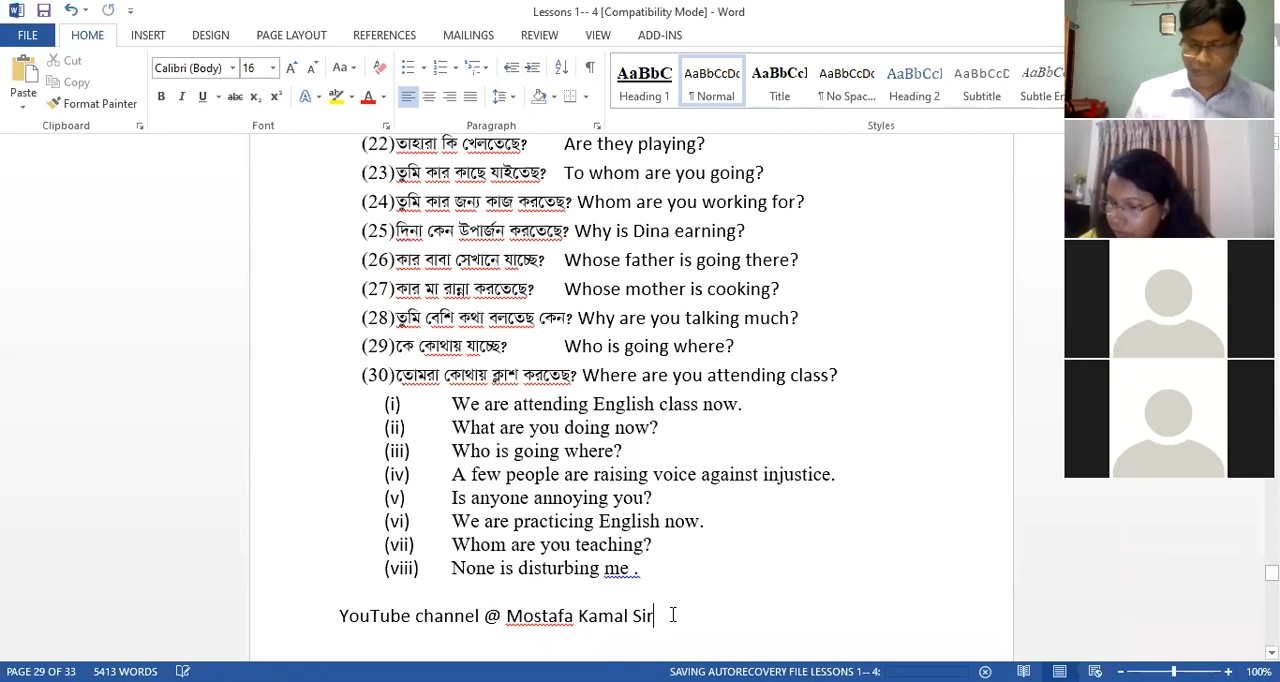 Lessons 1-- 4 [Compatibility Mode] - Word
FILE HOME INSERT DESIGN PAGE LAYOUT REFERENCES MAILINGS REVIEW VIEW ADD-INS
Cut
Copy
Paste
Format Painter
Calibri (Body) 16
Clipboard Font Paragraph Styles
AaBbC AaBbCcDc AaBbCc] AaBbCcDc AaBbCcI AaBbCcD AaBbCcD
Heading 1 ¶ Normal Title ¶ No Spac... Heading 2 Subtitle Subtle En
(22)তাহারা কি খেলতেছে? Are they playing?
(23)তুমি কার কাছে যাইতেছ? To whom are you going?
(24)তুমি কার জন্য কাজ করতেছ? Whom are you working for?
(25)দিনা কেন উপার্জন করতেছে? Why is Dina earning?
(26)কার বাবা সেখানে যাচ্ছে? Whose father is going there?
(27)কার মা রান্না করতেছে? Whose mother is cooking?
(28)তুমি বেশি কথা বলতেছ কেন? Why are you talking much?
(29)কে কোথায় যাচ্ছে? Who is going where?
(30)তোমরা কোথায় ক্লাশ করতেছ? Where are you attending class?
(i) We are attending English class now.
(ii) What are you doing now?
(iii) Who is going where?
(iv) A few people are raising voice against injustice.
(v) Is anyone annoying you?
(vi) We are practicing English now.
(vii) Whom are you teaching?
(viii) None is disturbing me .
YouTube channel @ Mostafa Kamal Sir
PAGE 29 OF 33 5413 WORDS SAVING AUTORECOVERY FILE LESSONS 1-- 4: 100%